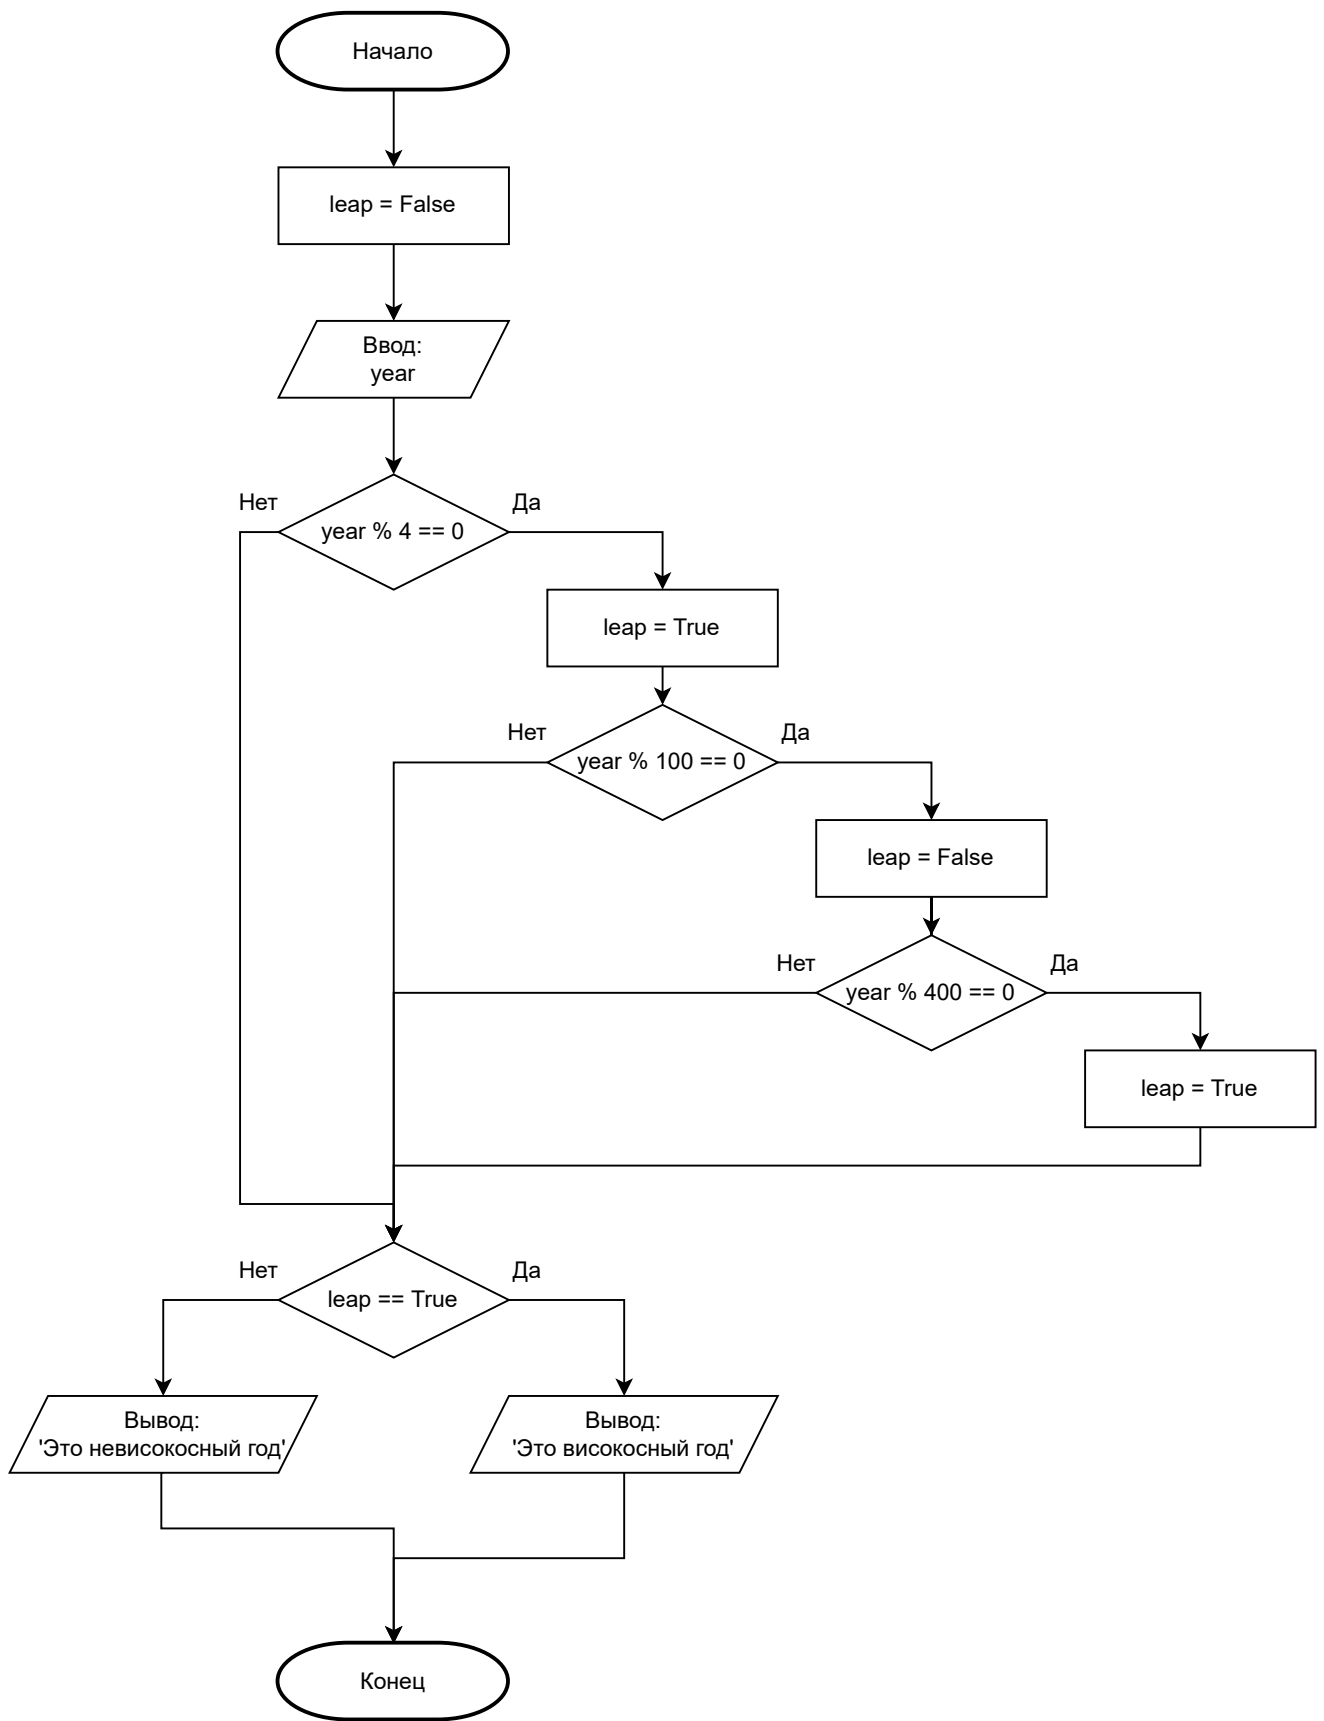 Начало
leap = False
Ввод:
year
Нет
Да
year % 4 == 0
leap = True
Нет
Да
year % 100 == 0
leap = False
Нет
Да
year % 400 == 0
leap = True
Нет
Да
leap == True
Вывод:
'Это невисокосный год'
Вывод:
'Это високосный год'
Конец